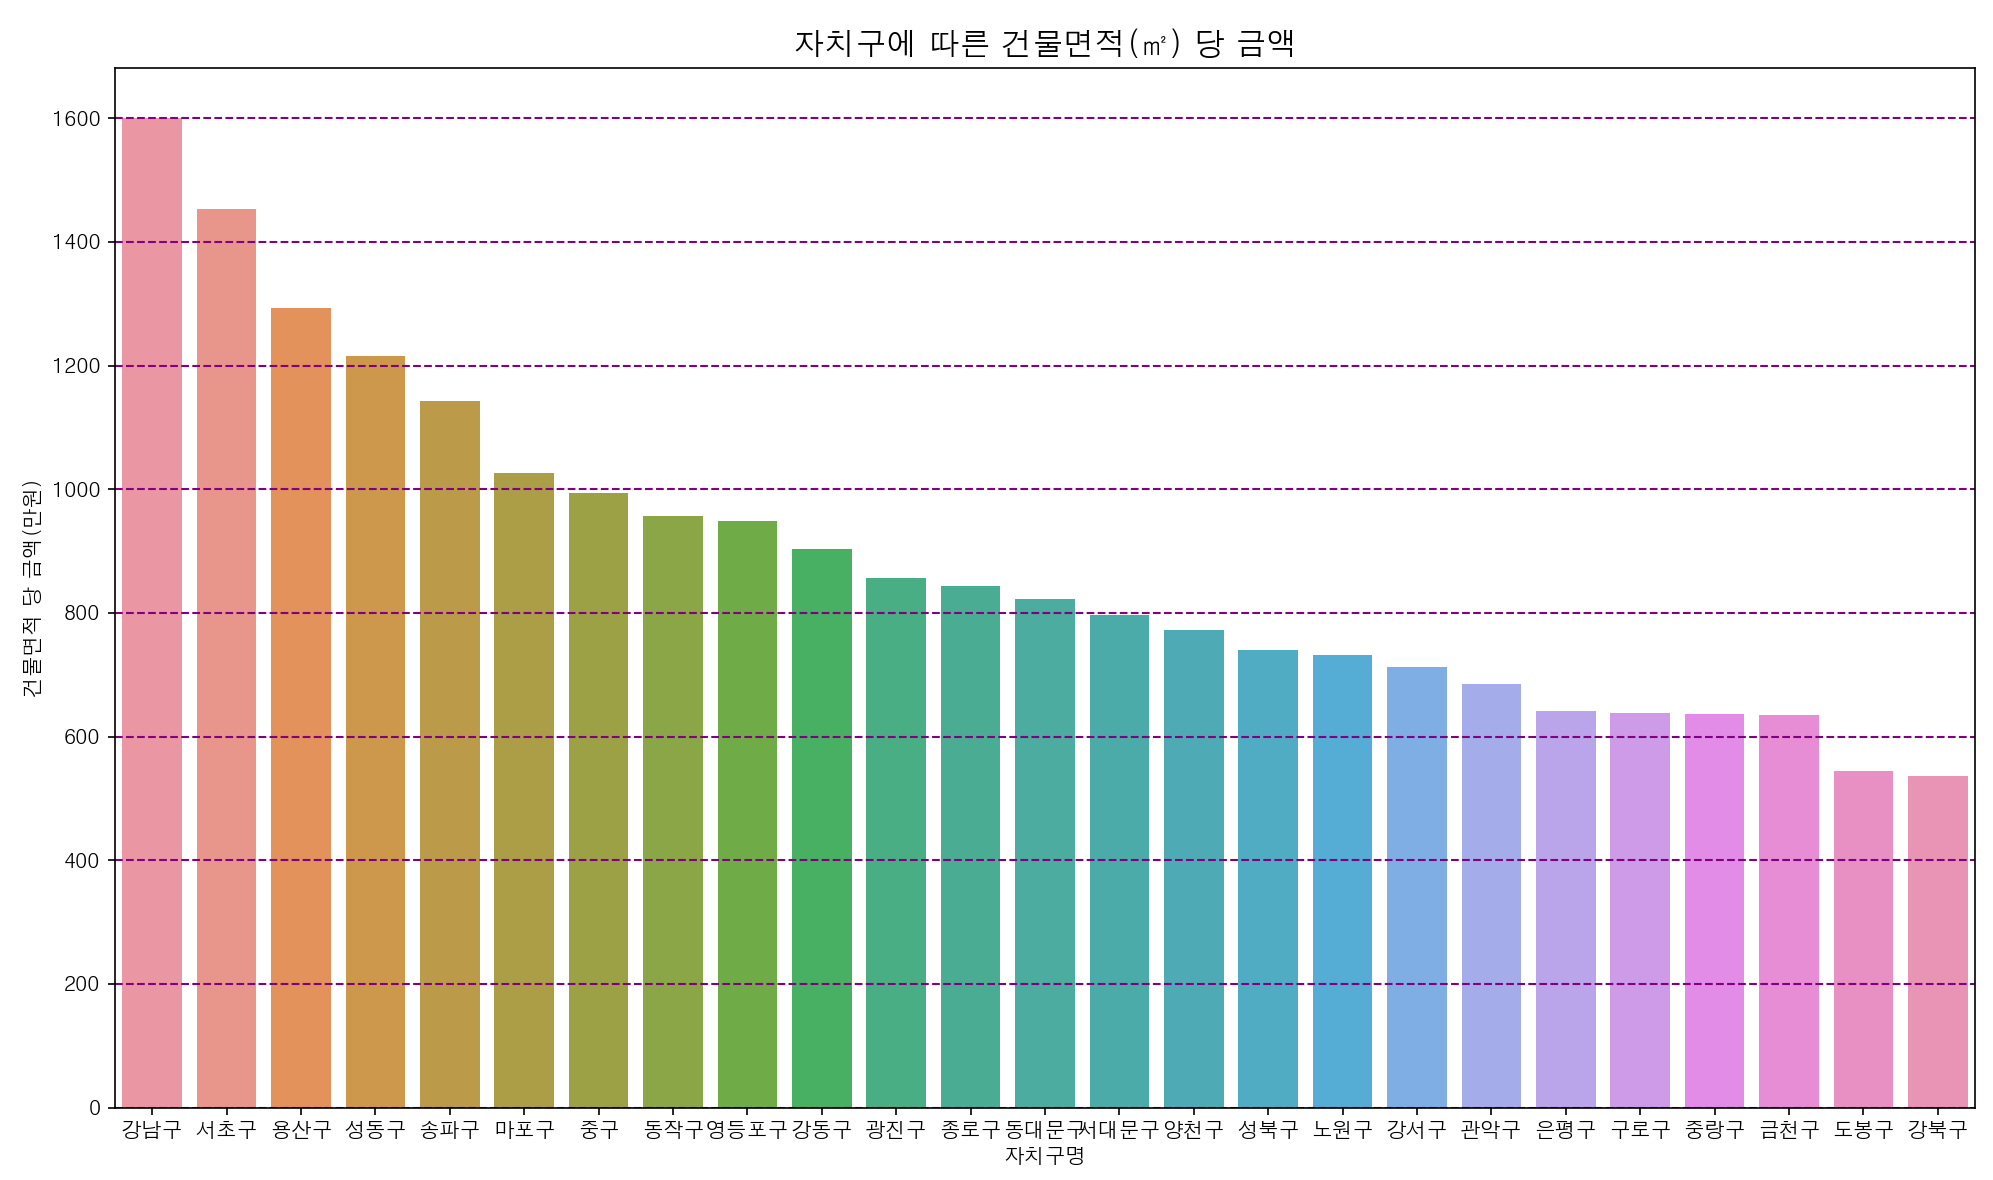 자치구에 따른 건물면적(㎡) 당 금액
건물면적 당 금액(만원)
1600
1400
1200
1000
800
600
400
200
0
강남구 서초구 용산구 성동구 송파구 마포구 중구 동작구 영등포구 강동구 광진구 종로구 동대문구 서대문구 양천구 성북구 노원구 강서구 관악구 은평구 구로구 중랑구 금천구 도봉구 강북구
자치구명